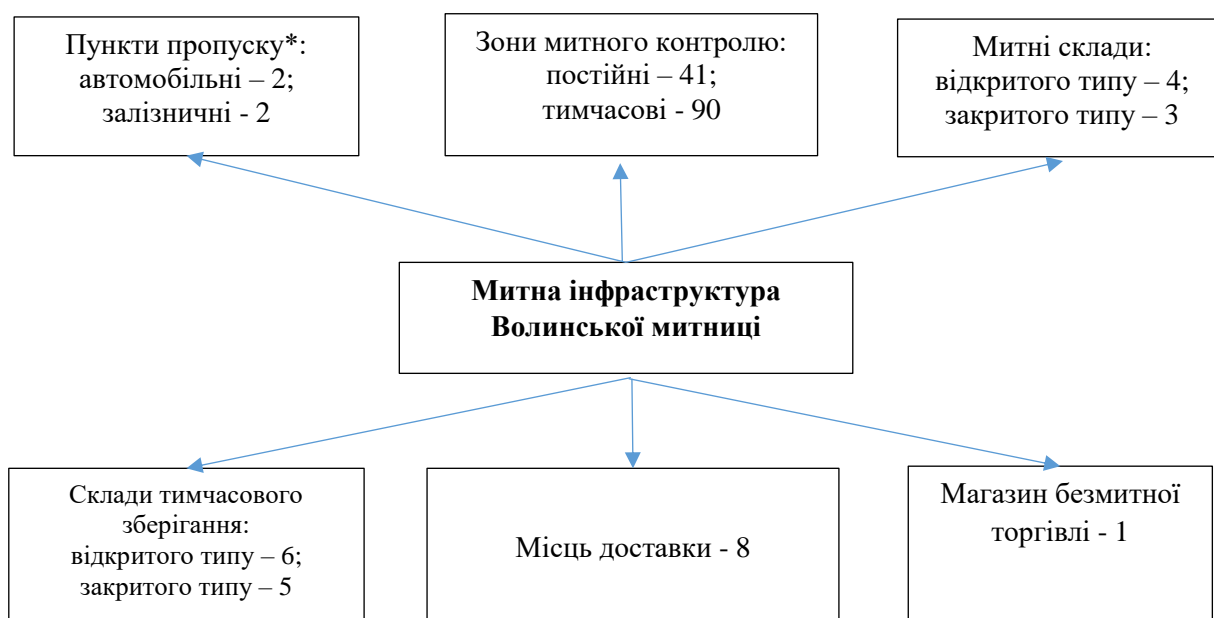 Пункти пропуску*:
автомобільні – 2;
залізничні - 2
Зони митного контролю:
постійні – 41;
тимчасові - 90
Митні склади:
відкритого типу – 4;
закритого типу – 3
Митна інфраструктура
Волинської митниці
Склади тимчасового
зберігання:
відкритого типу – 6;
закритого типу – 5
Місць доставки - 8
Магазин безмитної
торгівлі - 1